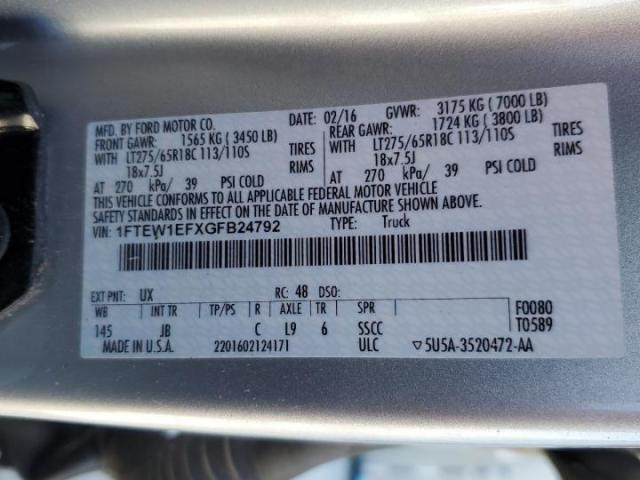 MFD. BY FORD MOTOR CO. DATE: 02/16 GVWR: 3175 KG ( 7000 LB)
FRONT GAWR: 1565 KG ( 3450 LB) REAR GAWR: 1724 KG ( 3800 LB)
WITH LT275/65R18C 113/110S TIRES WITH LT275/65R18C 113/110S TIRES
18x7.5J RIMS 18x7.5J RIMS
AT 270 kPa/ 39 PSI COLD AT 270 kPa/ 39 PSI COLD
THIS VEHICLE CONFORMS TO ALL APPLICABLE FEDERAL MOTOR VEHICLE
SAFETY STANDARDS IN EFFECT ON THE DATE OF MANUFACTURE SHOWN ABOVE.
VIN: 1FTEW1EFXGFB24792 TYPE: Truck
EXT PNT: UX RC: 48 DSO:
WB INT TR TP/PS R AXLE TR SPR F0080
145 JB C L9 6 SSCC T0589
MADE IN U.S.A. 2201602124171 ULC ▽5U5A-3520472-AA